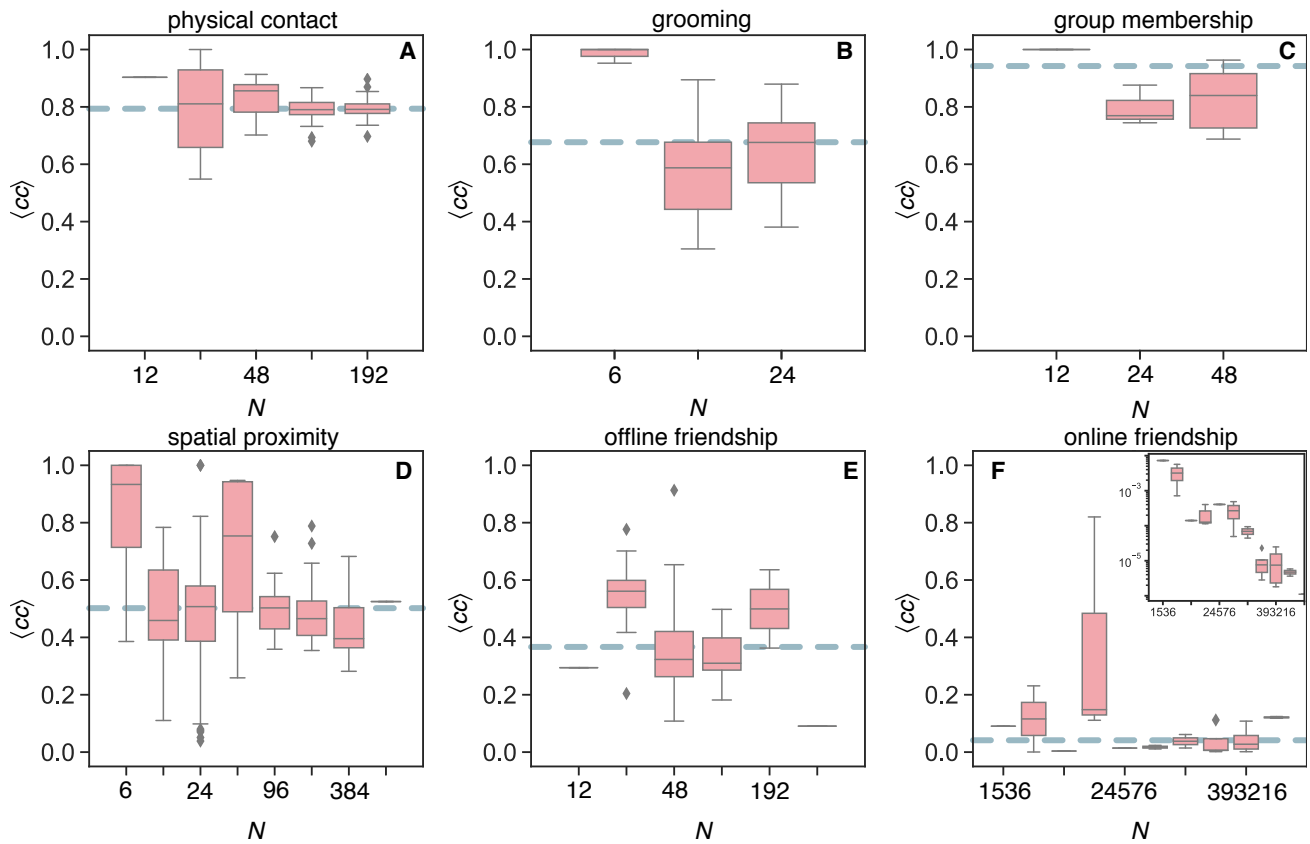 physical contact
A
1.0
0.8
0.6
0.4
0.2
0.0
⟨cc⟩
12 48 192
N
grooming
B
1.0
0.8
0.6
0.4
0.2
0.0
⟨cc⟩
6 24
N
group membership
C
1.0
0.8
0.6
0.4
0.2
0.0
⟨cc⟩
12 24 48
N
spatial proximity
D
1.0
0.8
0.6
0.4
0.2
0.0
⟨cc⟩
6 24 96 384
N
offline friendship
E
1.0
0.8
0.6
0.4
0.2
0.0
⟨cc⟩
12 48 192
N
online friendship
F
1.0
0.8
0.6
0.4
0.2
0.0
⟨cc⟩
10⁻³
10⁻⁵
1536 24576 393216
1536 24576 393216
N